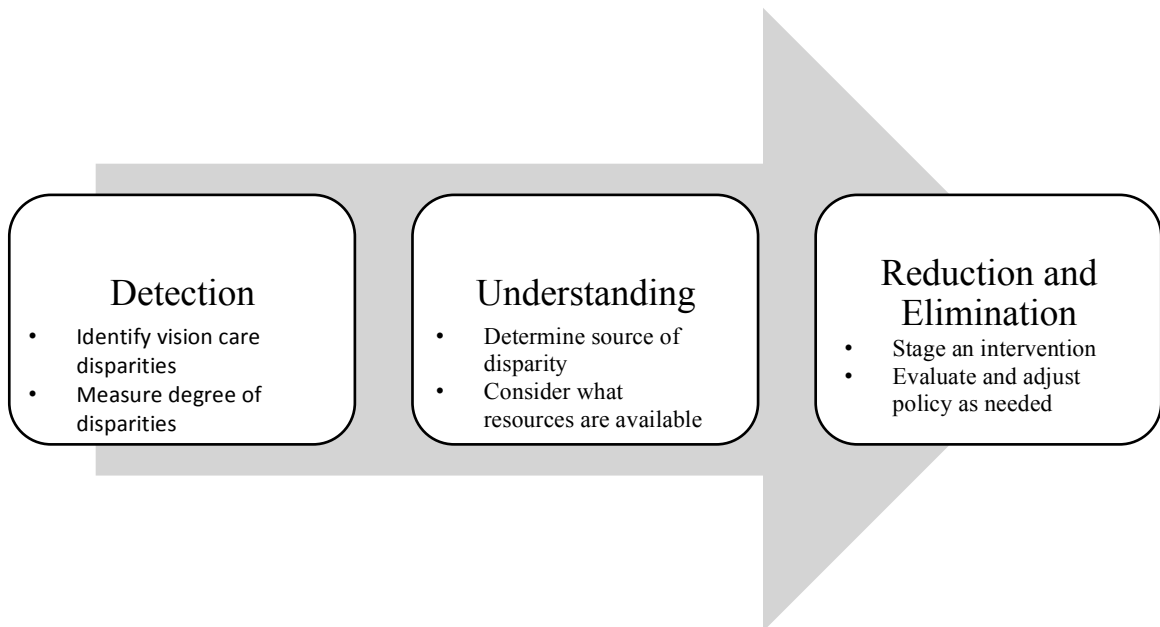 Detection
• Identify vision care
disparities
• Measure degree of
disparities
Understanding
• Determine source of
disparity
• Consider what
resources are available
Reduction and
Elimination
• Stage an intervention
• Evaluate and adjust
policy as needed